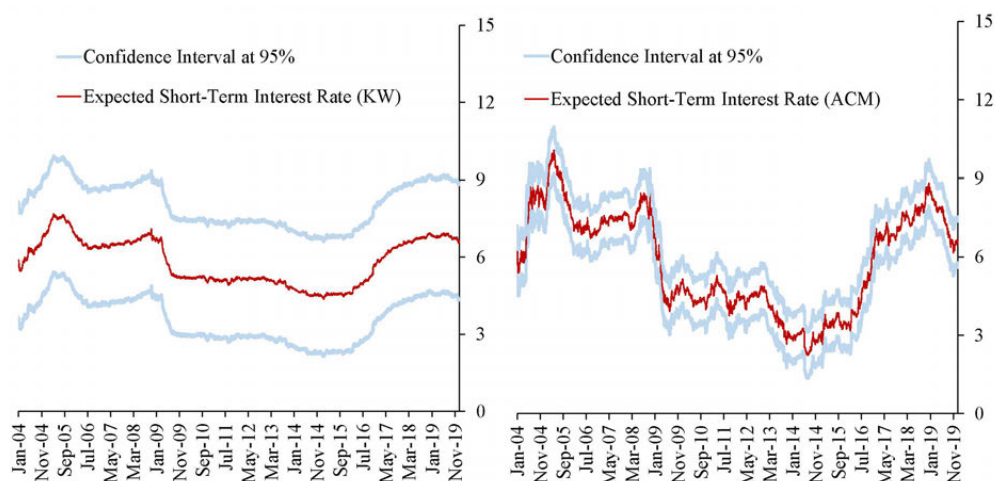 15
Confidence Interval at 95%
Expected Short-Term Interest Rate (KW)
12
9
6
3
0
Jan-04
Nov-04
Sep-05
Jul-06
May-07
Mar-08
Jan-09
Nov-09
Sep-10
Jul-11
May-12
Mar-13
Jan-14
Nov-14
Sep-15
Jul-16
May-17
Mar-18
Jan-19
Nov-19
15
Confidence Interval at 95%
Expected Short-Term Interest Rate (ACM)
12
9
6
3
0
Jan-04
Nov-04
Sep-05
Jul-06
May-07
Mar-08
Jan-09
Nov-09
Sep-10
Jul-11
May-12
Mar-13
Jan-14
Nov-14
Sep-15
Jul-16
May-17
Mar-18
Jan-19
Nov-19